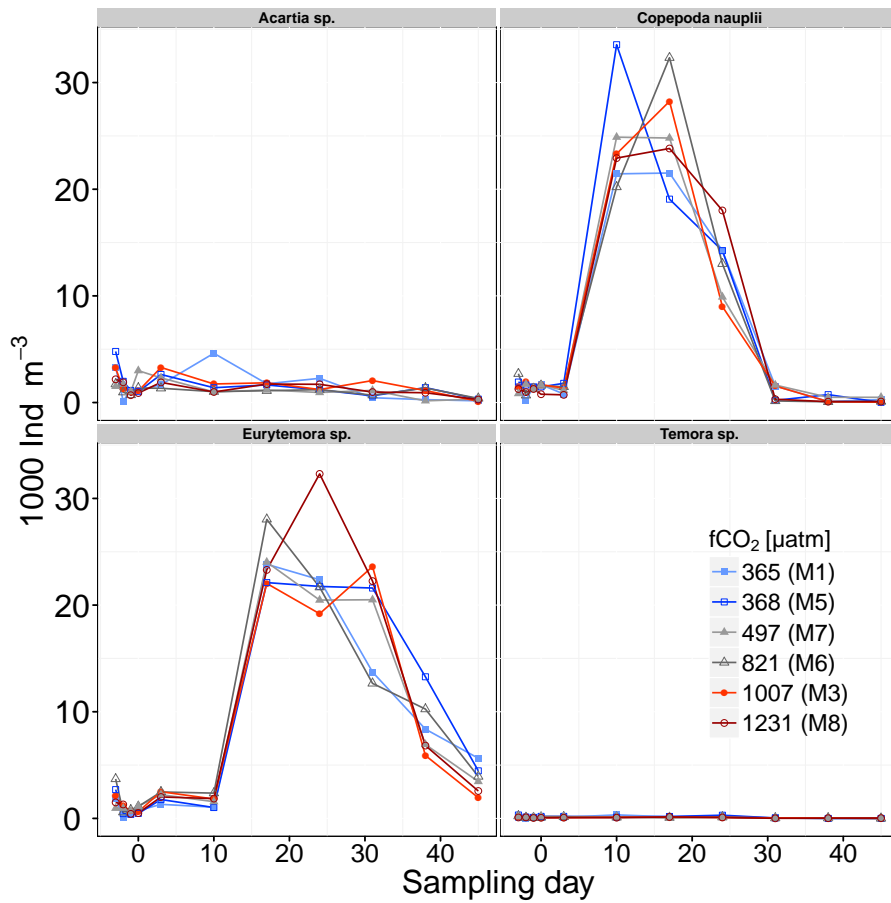 Acartia sp.
Copepoda nauplii
30
20
10
0
Eurytemora sp.
Temora sp.
30
20
10
0
1000 Ind m⁻³
fCO₂ [µatm]
365 (M1)
368 (M5)
497 (M7)
821 (M6)
1007 (M3)
1231 (M8)
0 10 20 30 40 0 10 20 30 40
Sampling day